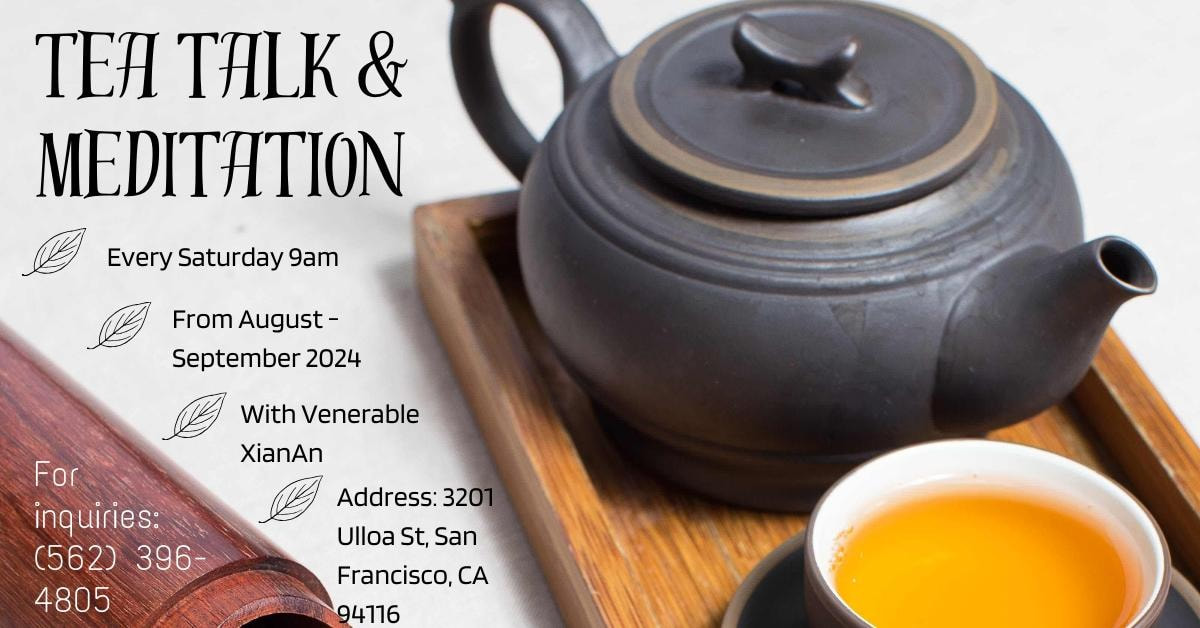 TEA TALK &
MEDITATION
Every Saturday 9am
From August -
September 2024
With Venerable
XianAn
Address: 3201
Ulloa St, San
Francisco, CA
94116
For
inquiries:
(562) 396-
4805